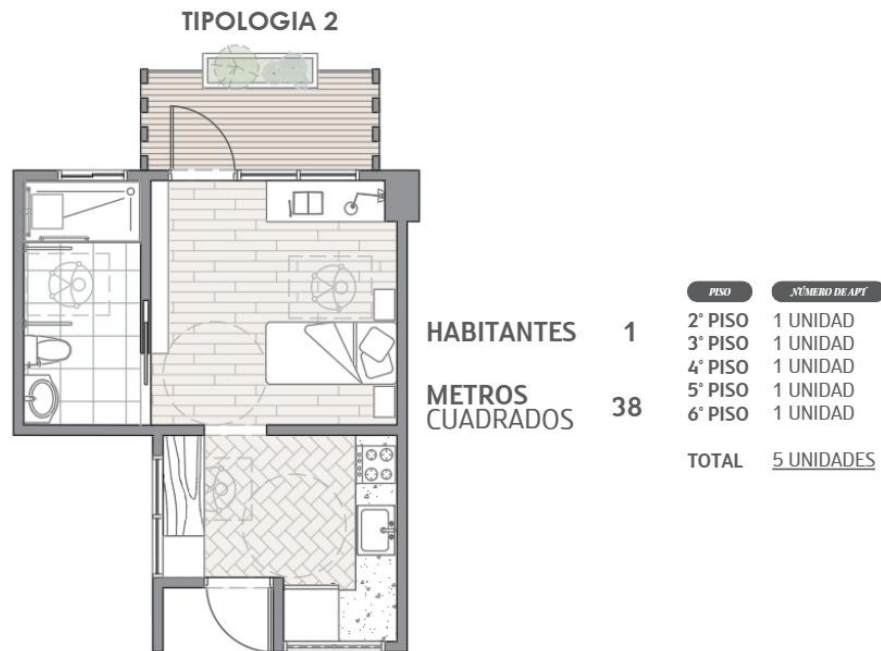 TIPOLOGIA 2
HABITANTES 1
METROS
CUADRADOS 38
PISO NÚMERO DE APT
2° PISO 1 UNIDAD
3° PISO 1 UNIDAD
4° PISO 1 UNIDAD
5° PISO 1 UNIDAD
6° PISO 1 UNIDAD
TOTAL 5 UNIDADES